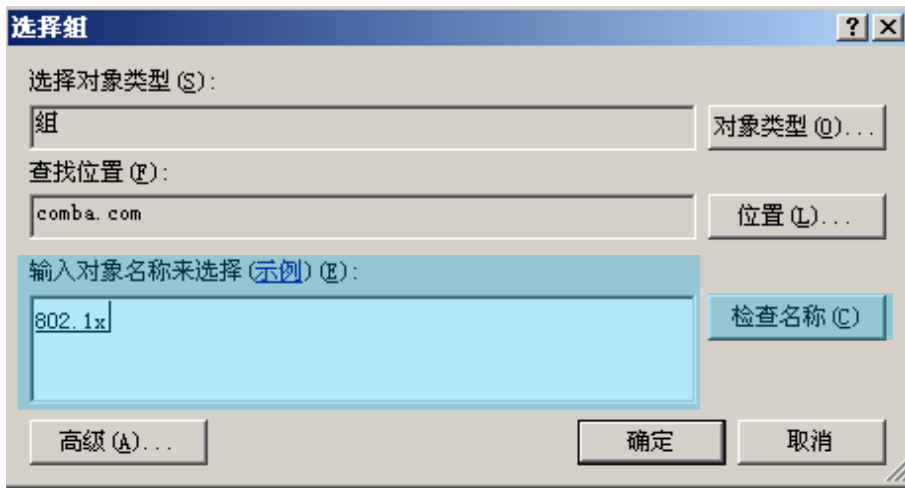 选择组
选择对象类型(S):
组
对象类型(O)...
查找位置(F):
comba.com
位置(L)...
输入对象名称来选择(示例)(E):
802.1x
检查名称(C)
高级(A)...
确定
取消